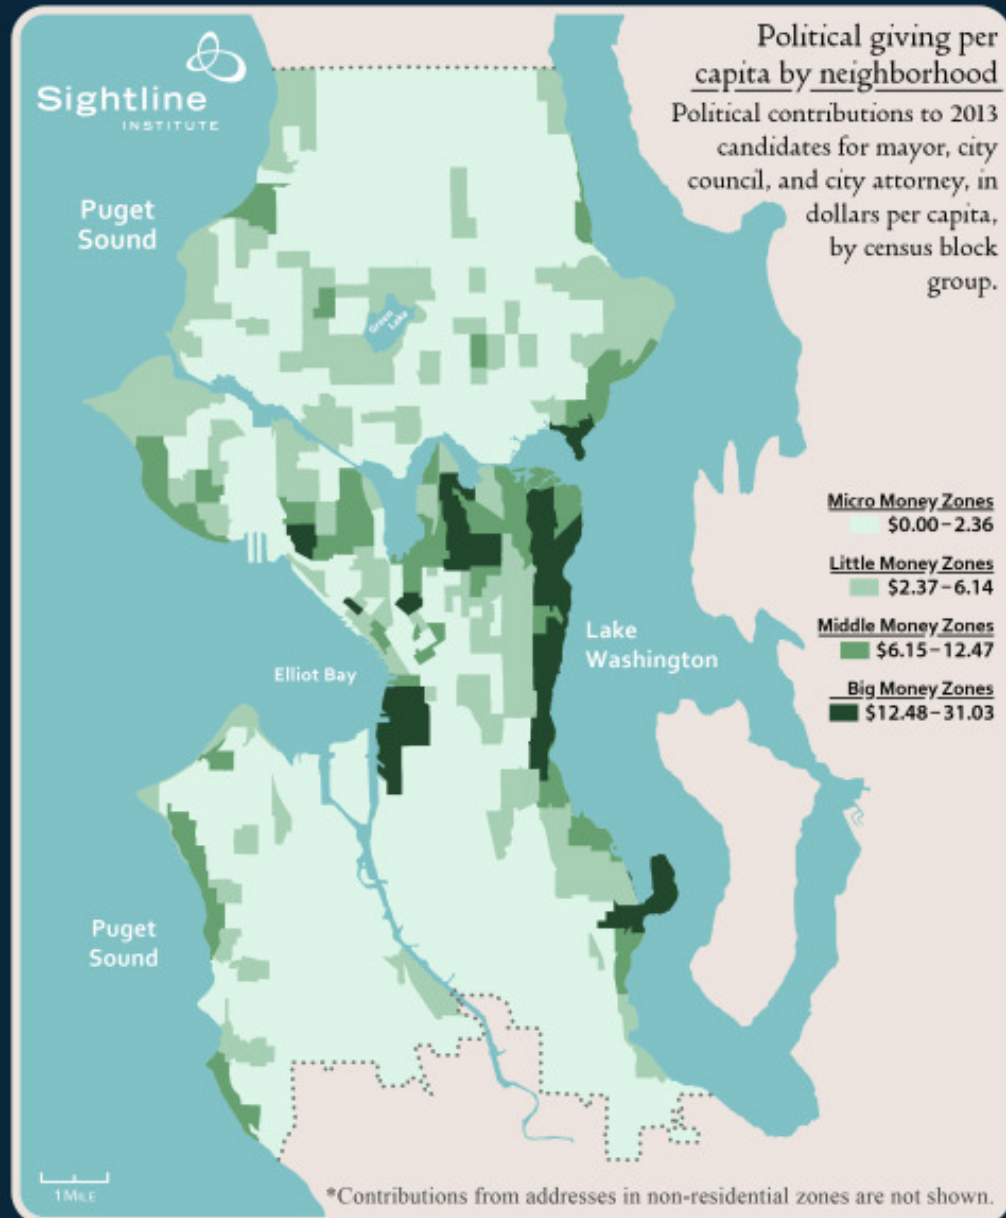 Political giving per
capita by neighborhood
Political contributions to 2013
candidates for mayor, city
council, and city attorney, in
dollars per capita,
by census block
group.
Sightline
INSTITUTE
Puget
Sound
Green
Lake
Micro Money Zones
$0.00–2.36
Little Money Zones
$2.37–6.14
Middle Money Zones
$6.15–12.47
Big Money Zones
$12.48–31.03
Lake
Washington
Elliot Bay
Puget
Sound
1 MILE
*Contributions from addresses in non-residential zones are not shown.